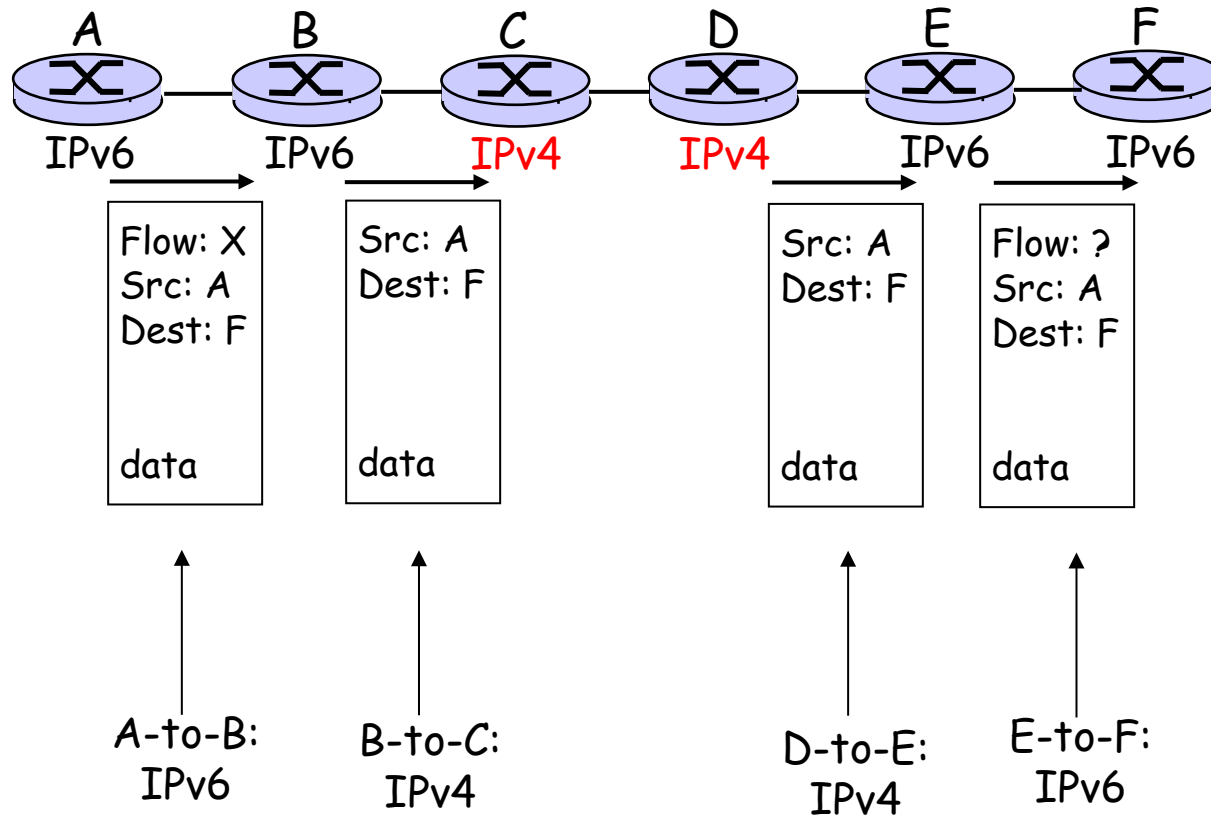 A
B
C
D
E
F
IPv6
IPv6
IPv4
IPv4
IPv6
IPv6
Flow: X
Src: A
Dest: F
data
Src: A
Dest: F
data
Src: A
Dest: F
data
Flow: ?
Src: A
Dest: F
data
A-to-B:
IPv6
B-to-C:
IPv4
D-to-E:
IPv4
E-to-F:
IPv6